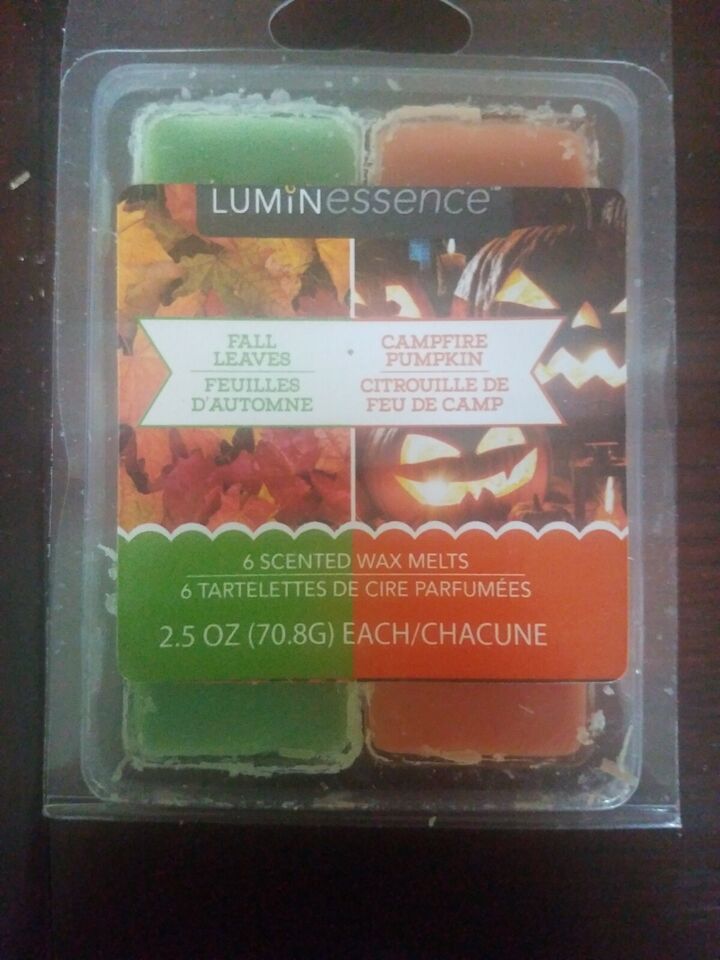 LUMiNessence™
FALL
LEAVES
FEUILLES
D'AUTOMNE
CAMPFIRE
PUMPKIN
CITROUILLE DE
FEU DE CAMP
6 SCENTED WAX MELTS
6 TARTELETTES DE CIRE PARFUMÉES
2.5 OZ (70.8G) EACH/CHACUNE